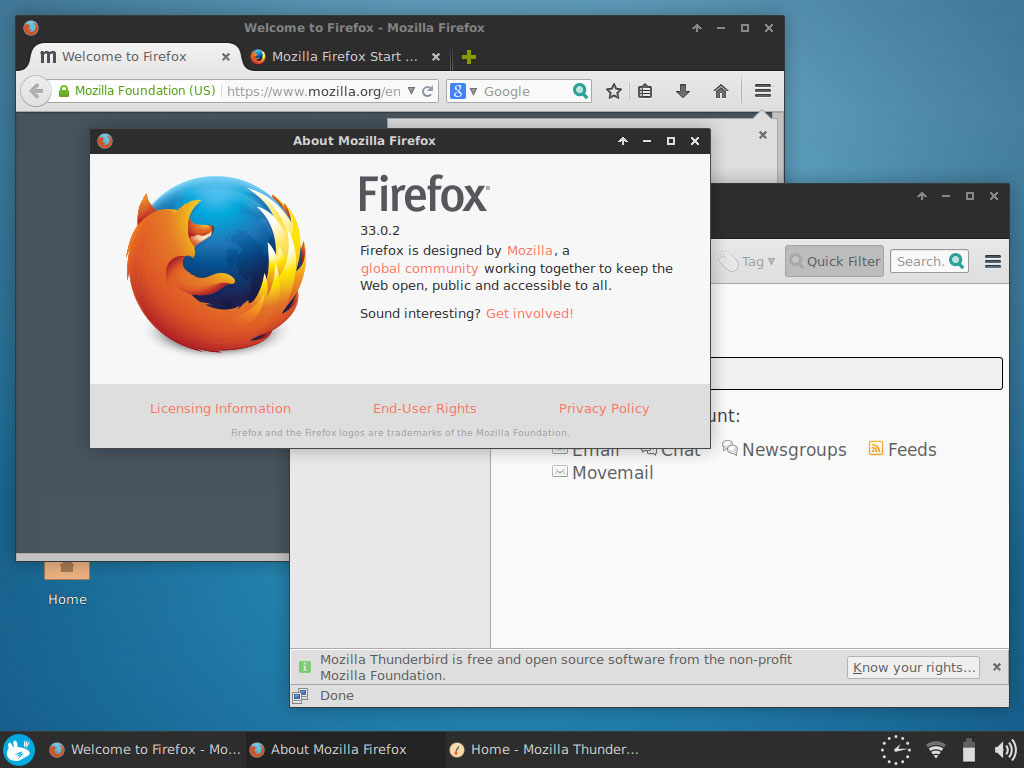 Welcome to Firefox - Mozilla Firefox
Welcome to Firefox
Mozilla Firefox Start ...
Mozilla Foundation (US)
https://www.mozilla.org/en
Google
About Mozilla Firefox
Firefox
33.0.2
Firefox is designed by Mozilla, a
global community working together to keep the
Web open, public and accessible to all.
Sound interesting? Get involved!
Licensing Information
End-User Rights
Privacy Policy
Firefox and the Firefox logos are trademarks of the Mozilla Foundation.
Tag
Quick Filter
Search.
unt:
Email
Chat
Newsgroups
Feeds
Movemail
Home
Mozilla Thunderbird is free and open source software from the non-profit
Mozilla Foundation.
Know your rights...
Done
Welcome to Firefox - Mo...
About Mozilla Firefox
Home - Mozilla Thunder...